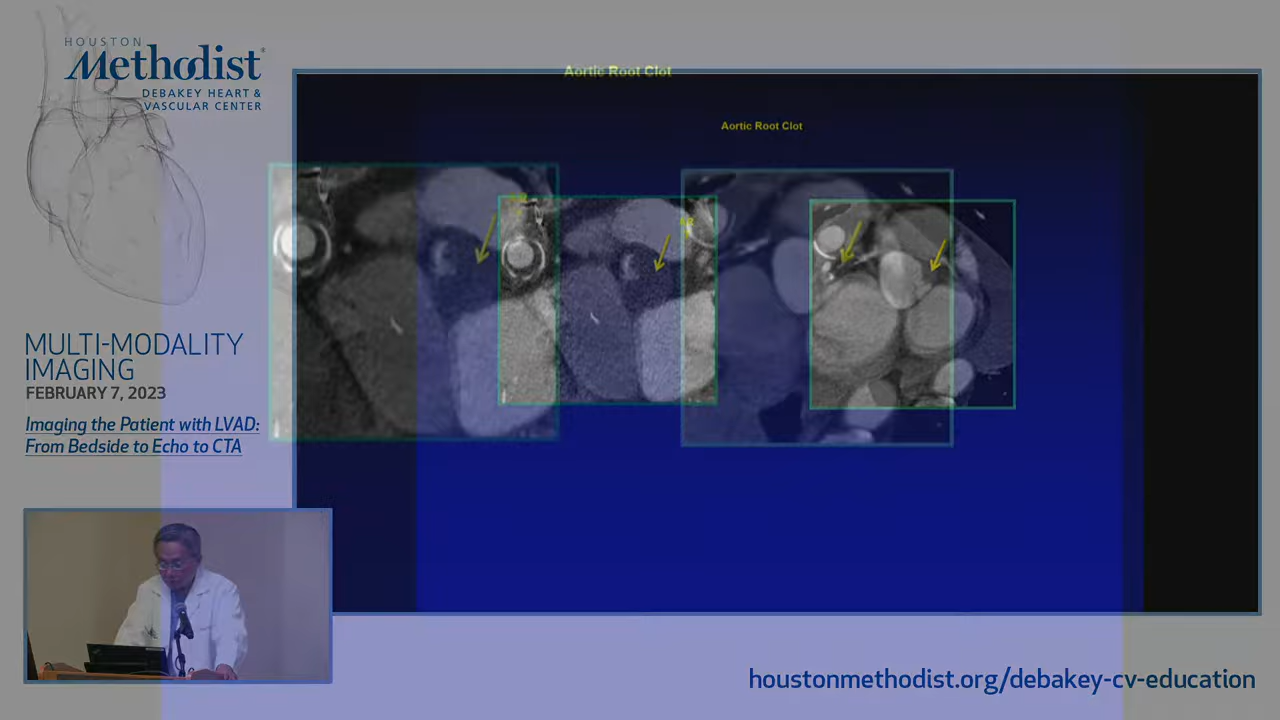 HOUSTON
Methodist
DEBAKEY HEART &
VASCULAR CENTER
MULTI-MODALITY
IMAGING
FEBRUARY 7, 2023
Imaging the Patient with LVAD:
From Bedside to Echo to CTA
Aortic Root Clot
Aortic Root Clot
houstonmethodist.org/debakey-cv-education